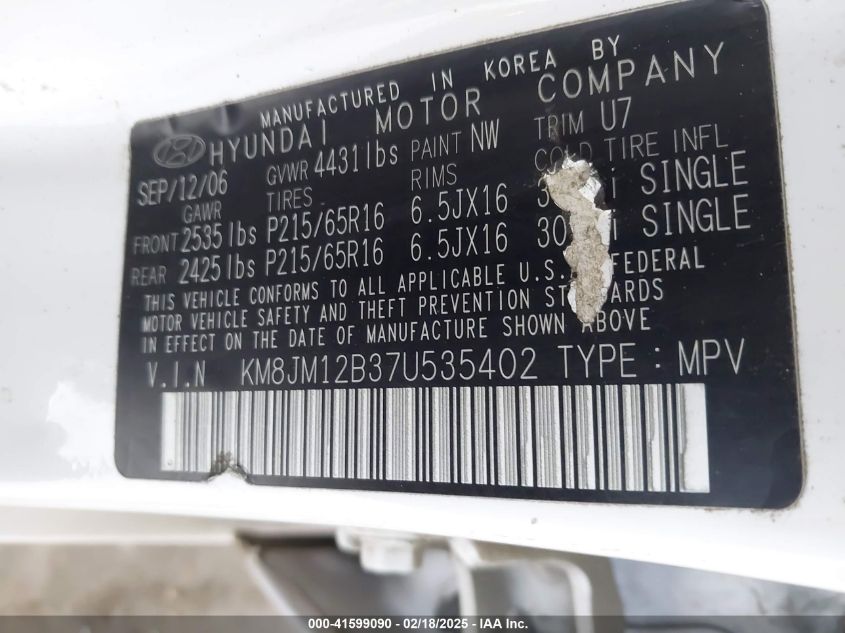 MANUFACTURED IN KOREA BY
HYUNDAI MOTOR COMPANY
SEP/12/06 GVWR 4431 lbs PAINT NW TRIM U7
GAWR TIRES RIMS COLD TIRE INFL
FRONT 2535 lbs P215/65R16 6.5JX16 SINGLE
REAR 2425 lbs P215/65R16 6.5JX16 30 SINGLE
THIS VEHICLE CONFORMS TO ALL APPLICABLE U.S. FEDERAL
MOTOR VEHICLE SAFETY AND THEFT PREVENTION STANDARDS
IN EFFECT ON THE DATE OF MANUFACTURE SHOWN ABOVE
V.I.N KM8JM12B37U535402 TYPE : MPV
000-41599090 - 02/18/2025 - IAA Inc.